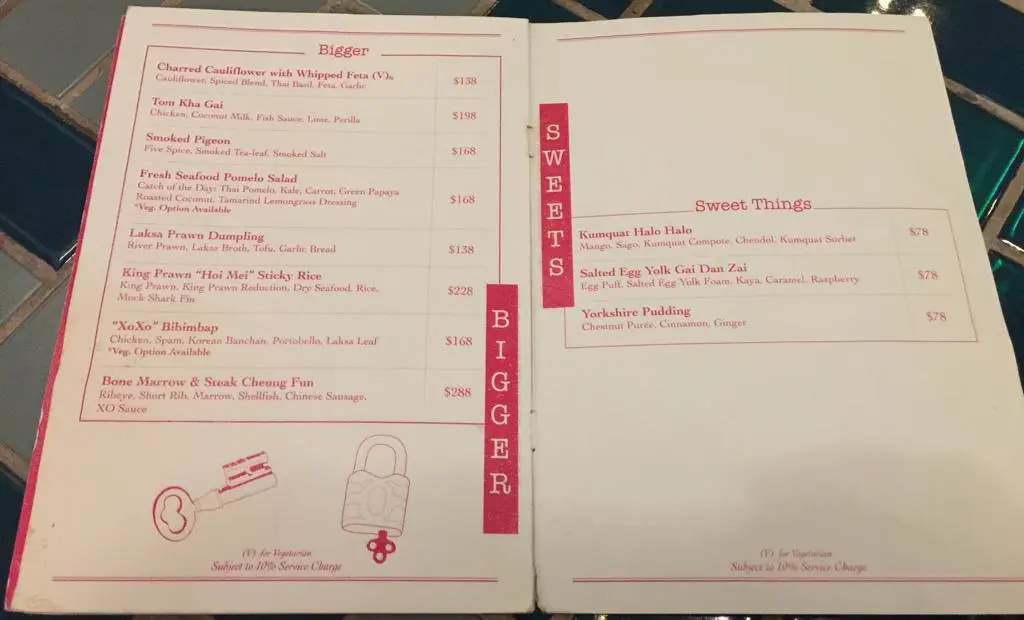 Bigger
Charred Cauliflower with Whipped Feta (V)
$138
Cauliflower, Spiced Blend, Thai Basil, Feta, Garlic
Tom Kha Gai
$198
Chicken, Coconut Milk, Fish Sauce, Lime, Perilla
Smoked Pigeon
$168
Five Spice, Smoked Tea-leaf, Smoked Salt
Fresh Seafood Pomelo Salad
Catch of the Day: Thai Pomelo, Kale, Carrot, Green Papaya
$168
Roasted Coconut, Tamarind Lemongrass Dressing
*Veg. Option Available
Laksa Prawn Dumpling
$138
River Prawn, Laksa Broth, Tofu, Garlic Bread
King Prawn "Hoi Mei" Sticky Rice
$228
King Prawn, King Prawn Reduction, Dry Seafood, Rice,
Mock Shark Fin
"XoXo" Bibimbap
$168
Chicken, Spam, Korean Banchan, Portobello, Laksa Leaf
*Veg. Option Available
Bone Marrow & Steak Cheung Fun
$288
Ribeye, Short Rib, Marrow, Shellfish, Chinese Sausage,
XO Sauce
BIGGER
(V) for Vegetarian
Subject to 10% Service Charge
SWEETS
Sweet Things
Kumquat Halo Halo
$78
Mango, Sago, Kumquat Compote, Chendol, Kumquat Sorbet
Salted Egg Yolk Gai Dan Zai
$78
Egg Puff, Salted Egg Yolk Foam, Kaya, Caramel, Raspberry
Yorkshire Pudding
$78
Chestnut Purée, Cinnamon, Ginger
(V) for Vegetarian
Subject to 10% Service Charge